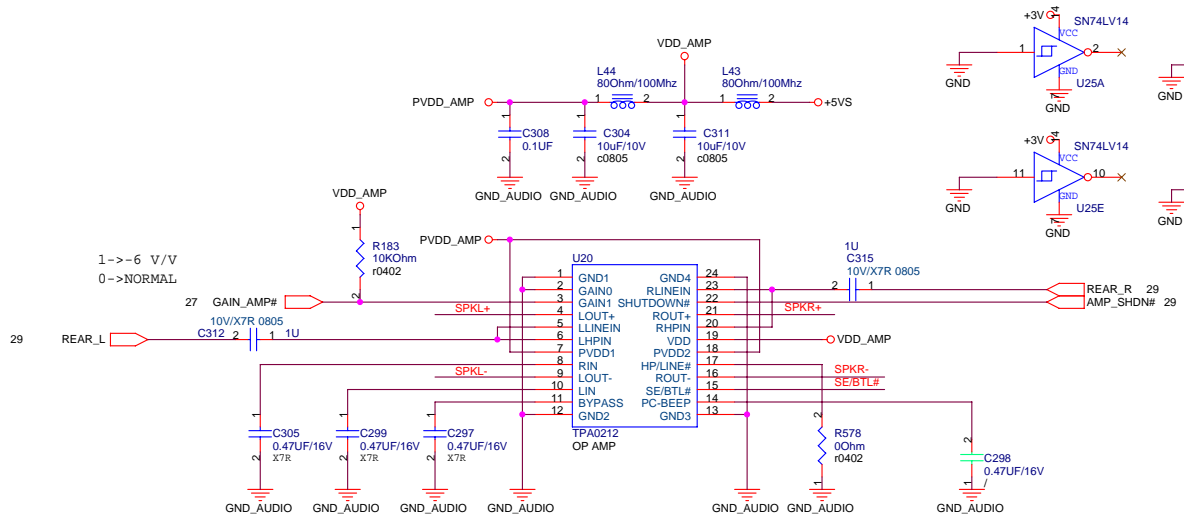 +3V
4
SN74LV14
VCC
1
2
GND
7
GND
GND
U25A
GND
VDD_AMP
L44
80Ohm/100Mhz
L43
80Ohm/100Mhz
PVDD_AMP
1
2
1
2
+5VS
1
C308
0.1UF
2
1
C304
10uF/10V
c0805
2
1
C311
10uF/10V
c0805
2
GND_AUDIO
GND_AUDIO
GND_AUDIO
+3V
4
SN74LV14
VCC
11
10
GND
7
GND
GND
U25E
GND
VDD_AMP
1
R183
10KOhm
r0402
2
1->-6 V/V
0->NORMAL
PVDD_AMP
U20
1U
C315
10V/X7R 0805
2
1
27 GAIN_AMP#
SPKL+
29 REAR_L
10V/X7R 0805
C312 2 1 1U
SPKL-
1 GND1 GND4 24
2 GAIN0 RLINEIN 23
3 GAIN1 SHUTDOWN# 22
4 LOUT+ ROUT+ 21
5 LLINEIN RHPIN 20
6 LHPIN VDD 19
7 PVDD1 PVDD2 18
8 RIN HP/LINE# 17
9 LOUT- ROUT- 16
10 LIN SE/BTL# 15
11 BYPASS PC-BEEP 14
12 GND2 GND3 13
TPA0212
OP AMP
REAR_R 29
AMP_SHDN# 29
SPKR+
VDD_AMP
SPKR-
SE/BTL#
1
C305
0.47UF/16V
X7R
2
1
C299
0.47UF/16V
X7R
2
1
C297
0.47UF/16V
X7R
2
2
R578
0Ohm
r0402
1
2
C298
0.47UF/16V
/
1
GND_AUDIO
GND_AUDIO
GND_AUDIO
GND_AUDIO
GND_AUDIO
GND_AUDIO
GND_AUDIO